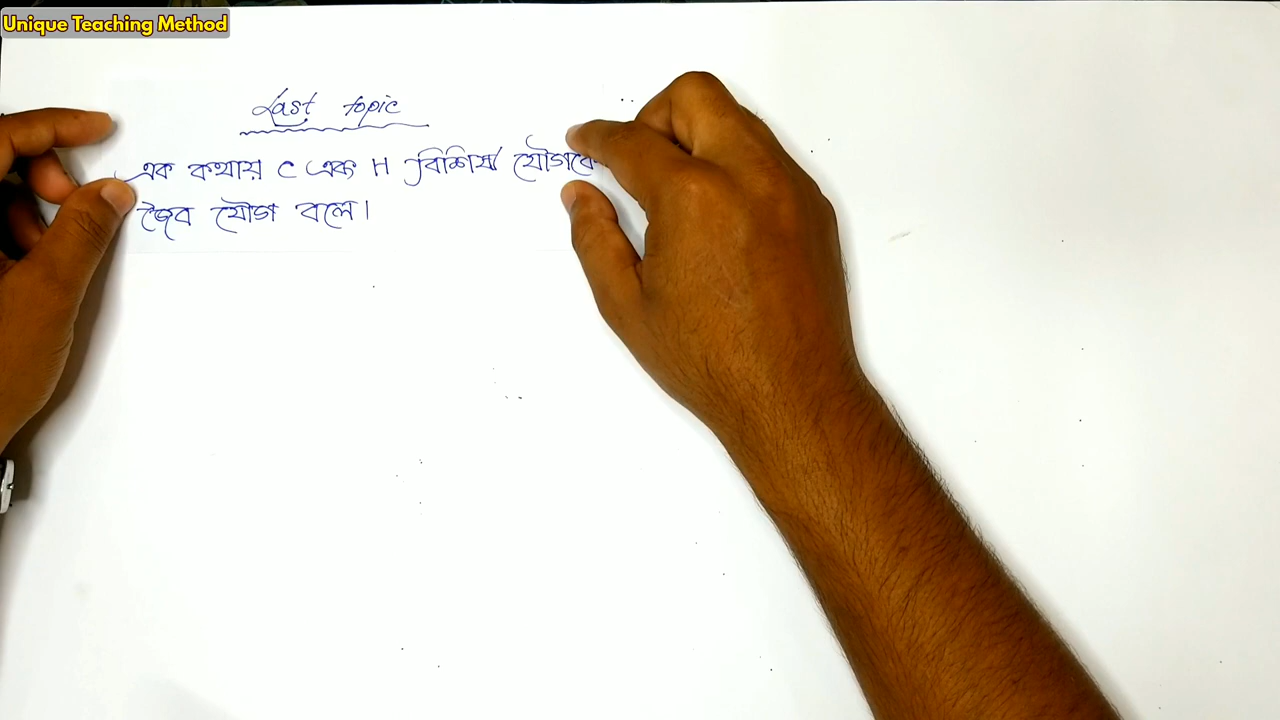 Unique Teaching Method
Last topic
এক কথায় C এবং H বিশিষ্ট যৌগকে
জৈব যৌগ বলে।